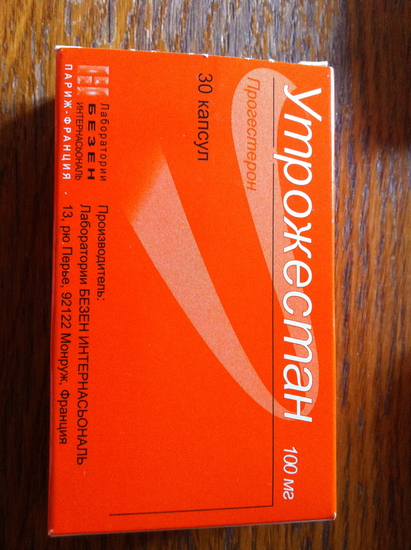 Утрожестан 100 мг
Прогестерон
30 капсул
Лаборатории
БЕЗЕН
ИНТЕРНАСЬОНАЛЬ
ПАРИЖ-ФРАНЦИЯ.
Производитель:
Лаборатории БЕЗЕН ИНТЕРНАСЬОНАЛЬ
13, рю Перье, 92122 Монруж, Франция